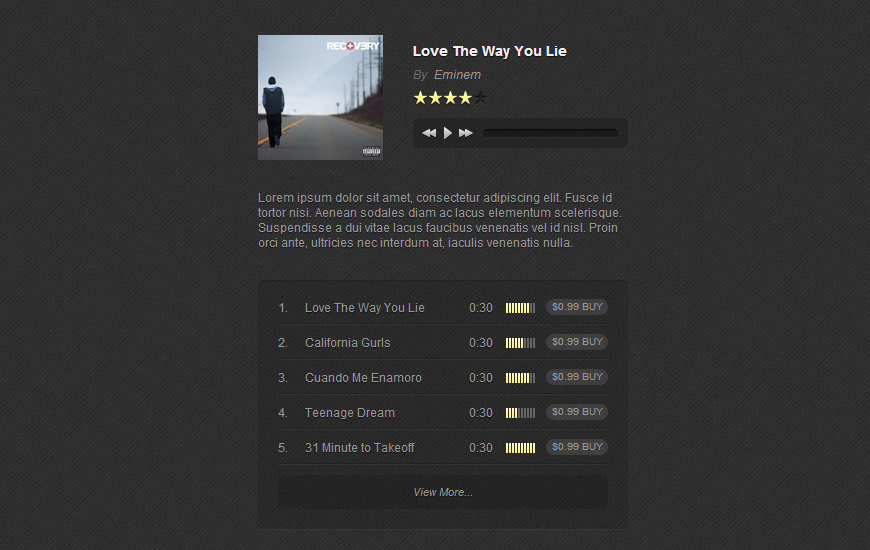 RECOVERY
Love The Way You Lie
By Eminem
Lorem ipsum dolor sit amet, consectetur adipiscing elit. Fusce id
tortor nisi. Aenean sodales diam ac lacus elementum scelerisque.
Suspendisse a dui vitae lacus faucibus venenatis vel id nisl. Proin
orci ante, ultricies nec interdum at, iaculis venenatis nulla.
1. Love The Way You Lie 0:30 $0.99 BUY
2. California Gurls 0:30 $0.99 BUY
3. Cuando Me Enamoro 0:30 $0.99 BUY
4. Teenage Dream 0:30 $0.99 BUY
5. 31 Minute to Takeoff 0:30 $0.99 BUY
View More...